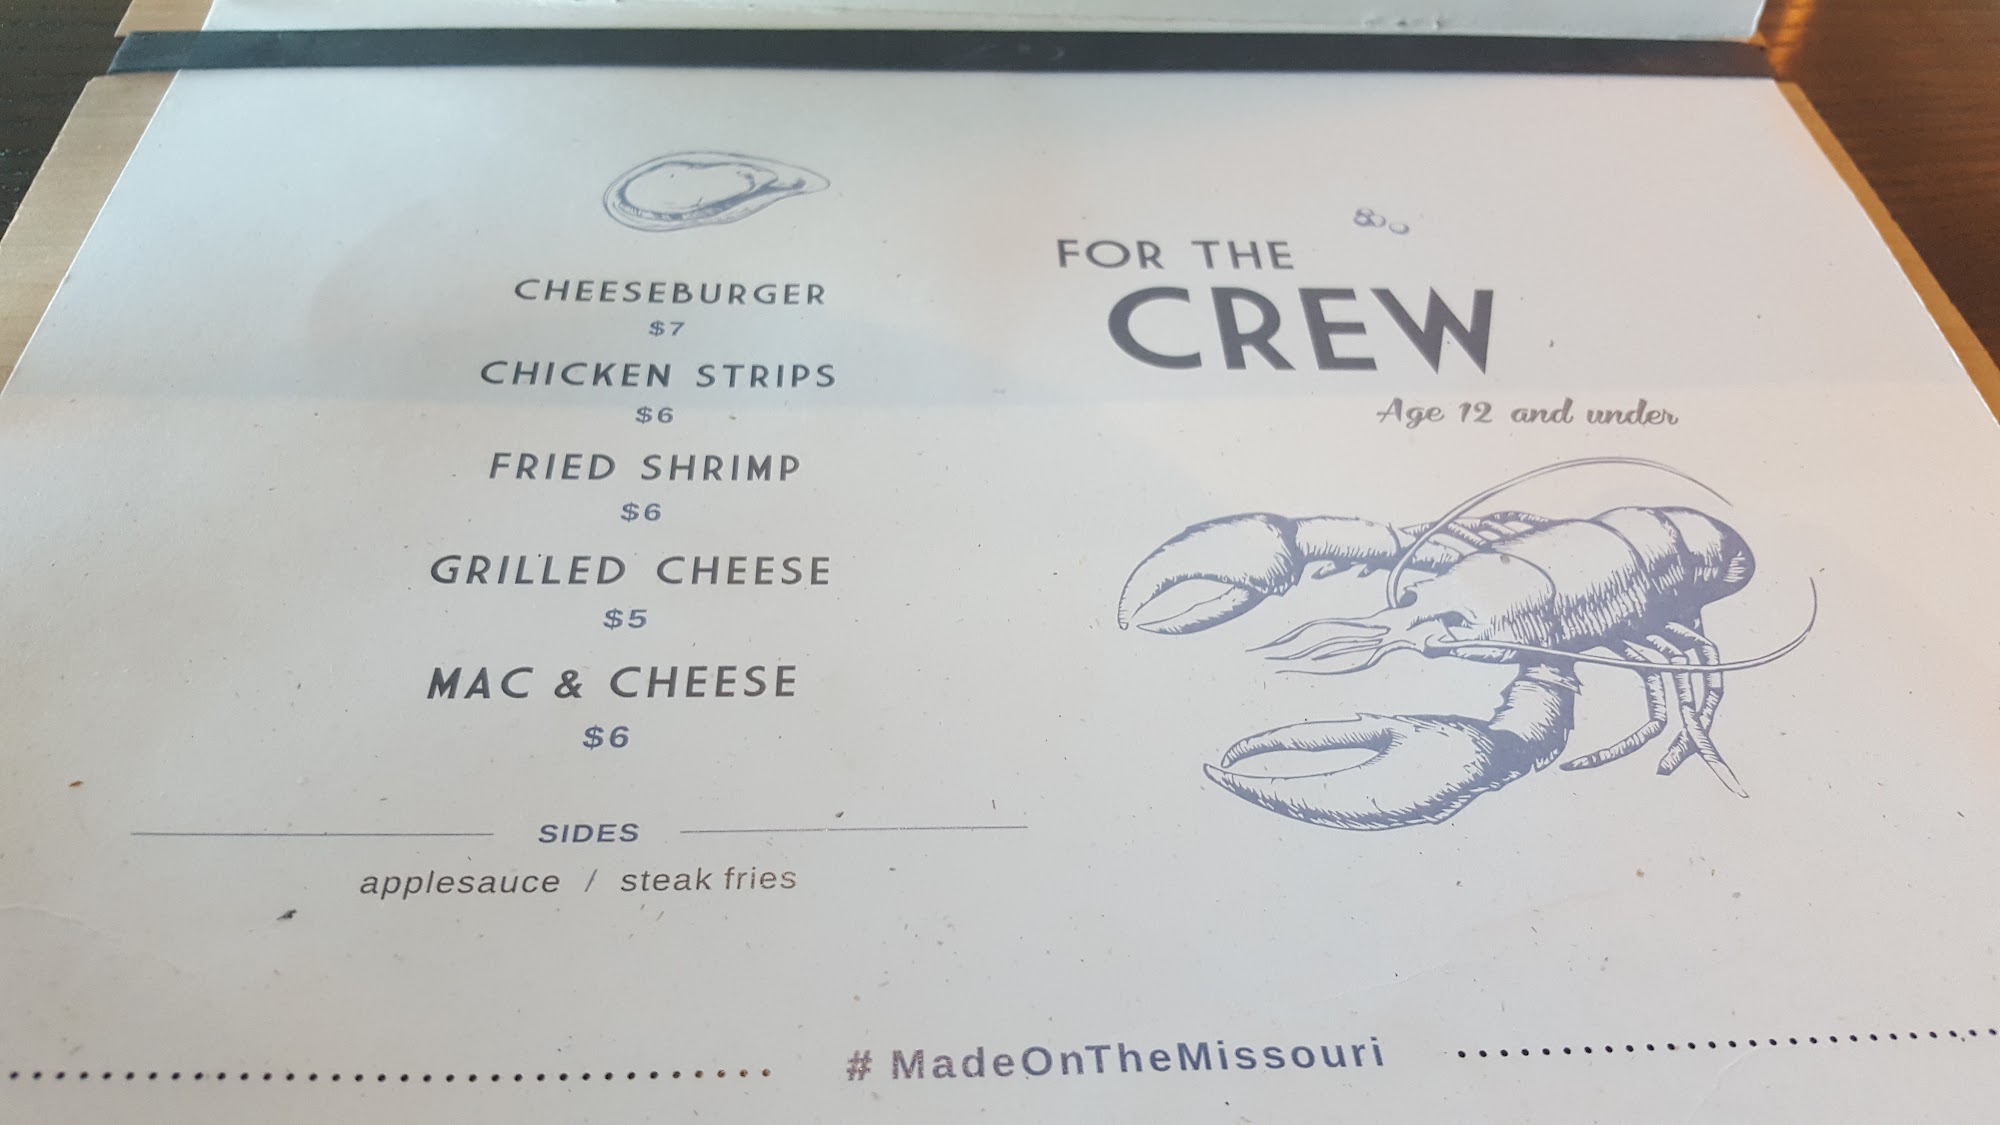 CHEESEBURGER
$7
CHICKEN STRIPS
$6
FRIED SHRIMP
$6
GRILLED CHEESE
$5
MAC & CHEESE
$6
SIDES
applesauce / steak fries
FOR THE
CREW
Age 12 and under
# MadeOnTheMissouri